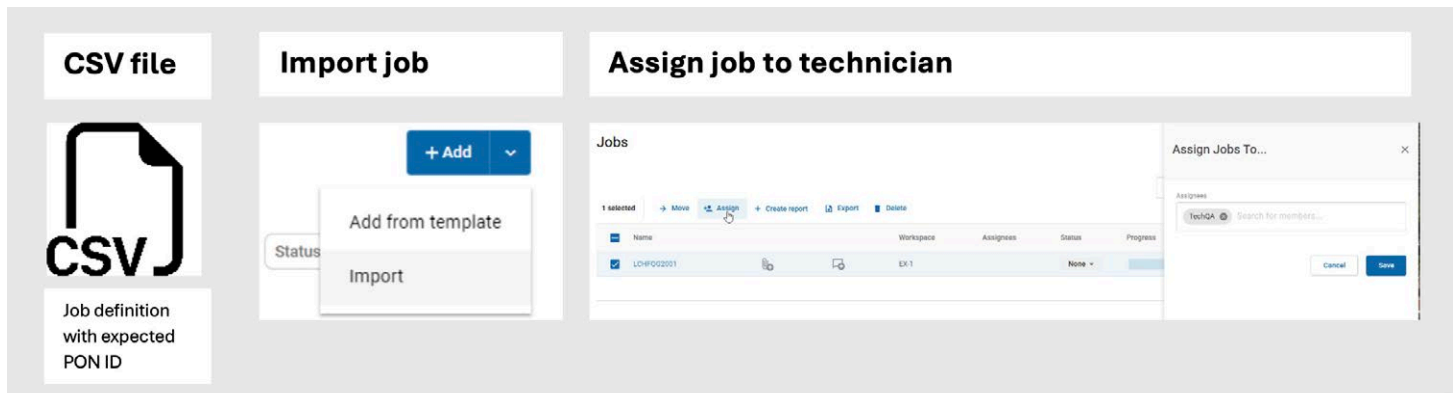 CSV file
CSV
Job definition
with expected
PON ID
Import job
+ Add
Add from template
Status
Import
Assign job to technician
Jobs
1 selected Move Assign + Create report Export Delete
Name Workspace Assignees Status Progress
LCHFO02001 EX-1 None
Assign Jobs To...
Assignees
TechQA Search for members...
Cancel Save